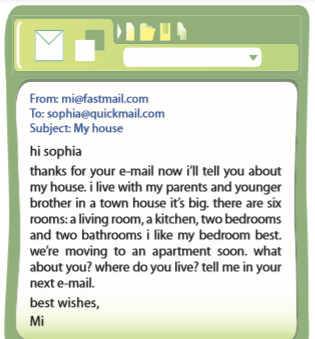 From: mi@fastmail.com
To: sophia@quickmail.com
Subject: My house
hi sophia
thanks for your e-mail now i'll tell you about
my house. i live with my parents and younger
brother in a town house it's big. there are six
rooms: a living room, a kitchen, two bedrooms
and two bathrooms i like my bedroom best.
we're moving to an apartment soon. what
about you? where do you live? tell me in your
next e-mail.
best wishes,
Mi